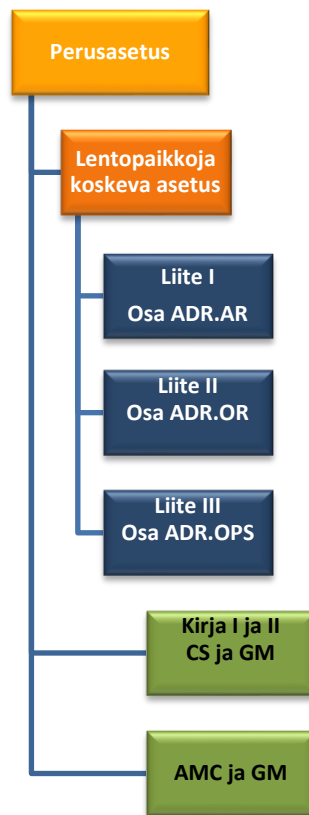 Perusasetus
Lentopaikkoja
koskeva asetus
Liite I
Osa ADR.AR
Liite II
Osa ADR.OR
Liite III
Osa ADR.OPS
Kirja I ja II
CS ja GM
AMC ja GM